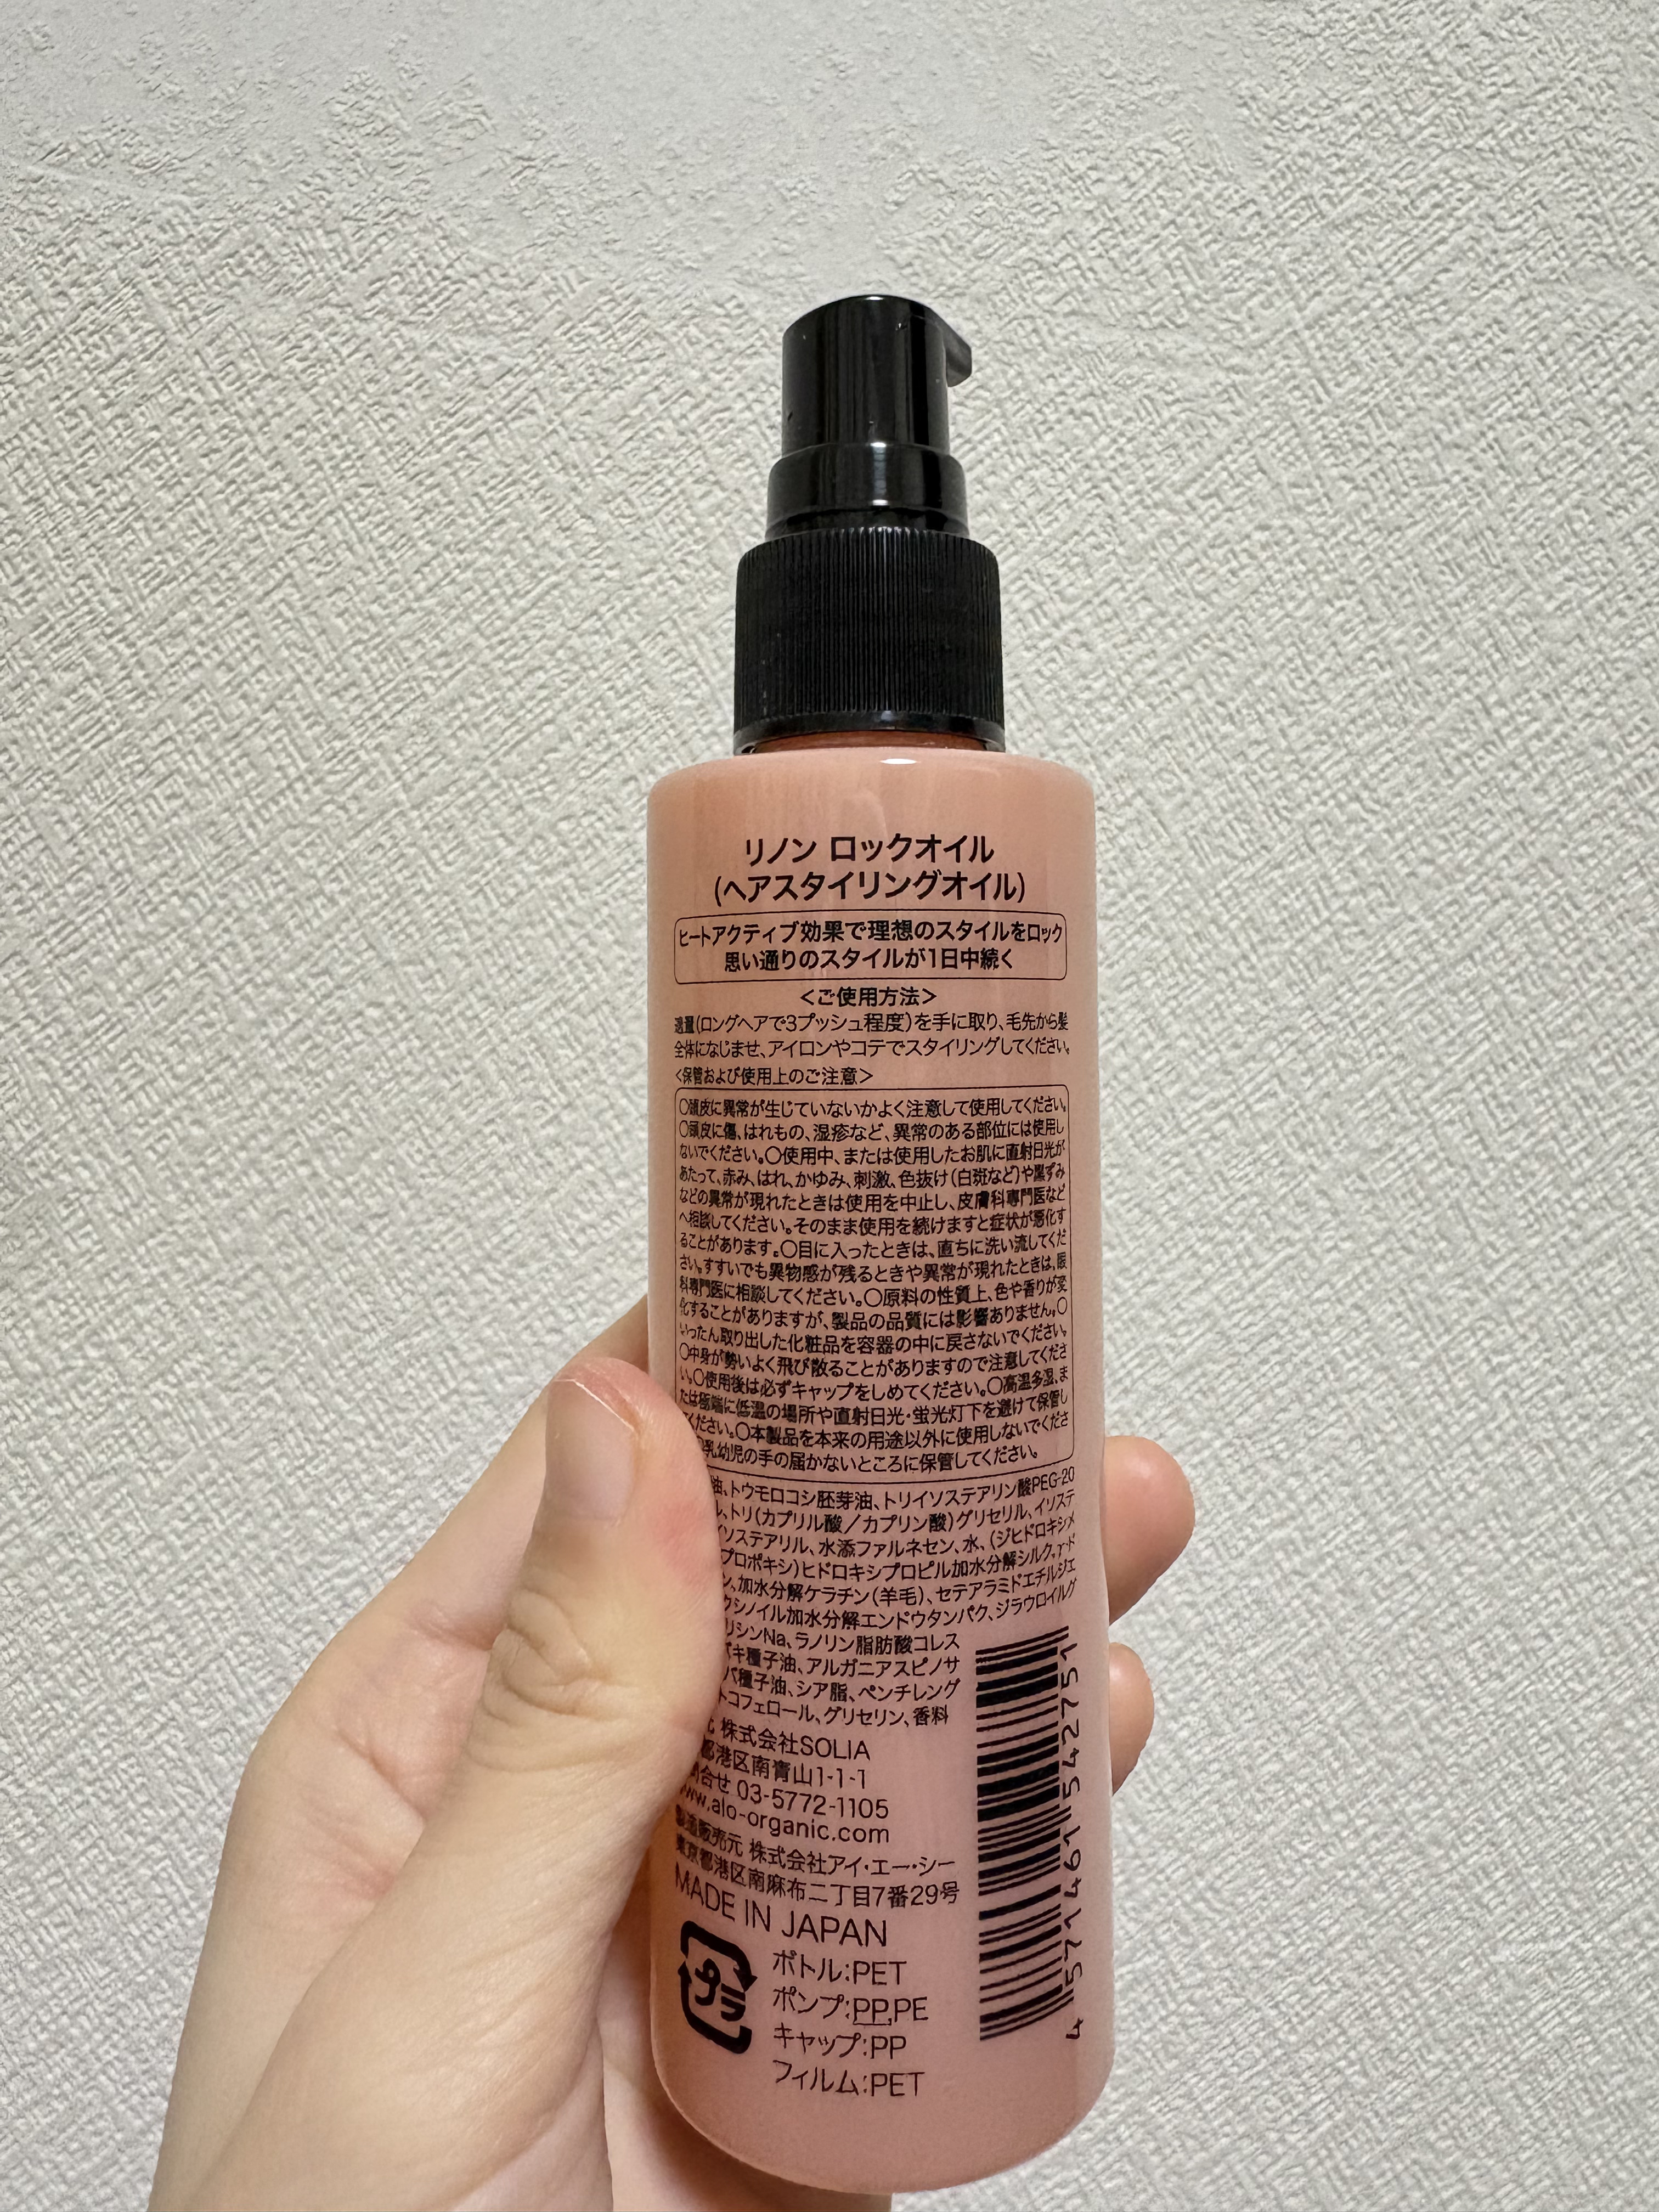 リノン ロックオイル
(ヘアスタイリングオイル)
ヒートアクティブ効果で理想のスタイルをロック
思い通りのスタイルが1日中続く
＜ご使用方法＞
適量(ロングヘアで3プッシュ程度)を手に取り、毛先から髪
全体になじませ、アイロンやコテでスタイリングしてください。
＜保管および使用上のご注意＞
○頭皮に異常が生じていないかよく注意して使用してください。
○頭皮に傷、はれもの、湿疹など、異常のある部位には使用し
ないでください。○使用中、または使用したお肌に直射日光が
あたって、赤み、はれ、かゆみ、刺激、色抜け(白斑など)や黒ずみ
などの異常が現れたときは使用を中止し、皮膚科専門医など
へ相談してください。そのまま使用を続けますと症状が悪化す
ることがあります。○目に入ったときは、直ちに洗い流してくだ
さい。すすいでも異物感が残るときや異常が現れたときは、眼
科専門医に相談してください。○原料の性質上、色や香りが変
化することがありますが、製品の品質には影響ありません。○
いったん取り出した化粧品を容器の中に戻さないでください。
○中身が勢いよく飛び散ることがありますので注意してくださ
い。○使用後は必ずキャップをしめてください。○高温多湿、ま
たは極端に低温の場所や直射日光・蛍光灯下を避けて保管し
てください。○本製品を本来の用途以外に使用しないでくださ
乳幼児の手の届かないところに保管してください。
油、トウモロコシ胚芽油、トリイソステアリン酸PEG-20
ル、トリ(カプリル酸／カプリン酸)グリセリル、イソステ
イソステアリル、水添ファルネセン、水、(ジヒドロキシメ
プロポキシ)ヒドロキシプロピル加水分解シルク、γ-ド
ン、加水分解ケラチン(羊毛)、セテアラミドエチルジエ
クシノイル加水分解エンドウタンパク、ジラウロイルグ
リシンNa、ラノリン脂肪酸コレス
バキ種子油、アルガニアスピノサ
バ種子油、シア脂、ペンチレング
トコフェロール、グリセリン、香料
元 株式会社SOLIA
都港区南青山1-1-1
合せ 03-5772-1105
www.alo-organic.com
製造販売元 株式会社アイ・エー・シー
東京都港区南麻布二丁目7番29号
MADE IN JAPAN
プラ
ボトル:PET
ポンプ:PP,PE
キャップ:PP
フィルム:PET
4571461542751